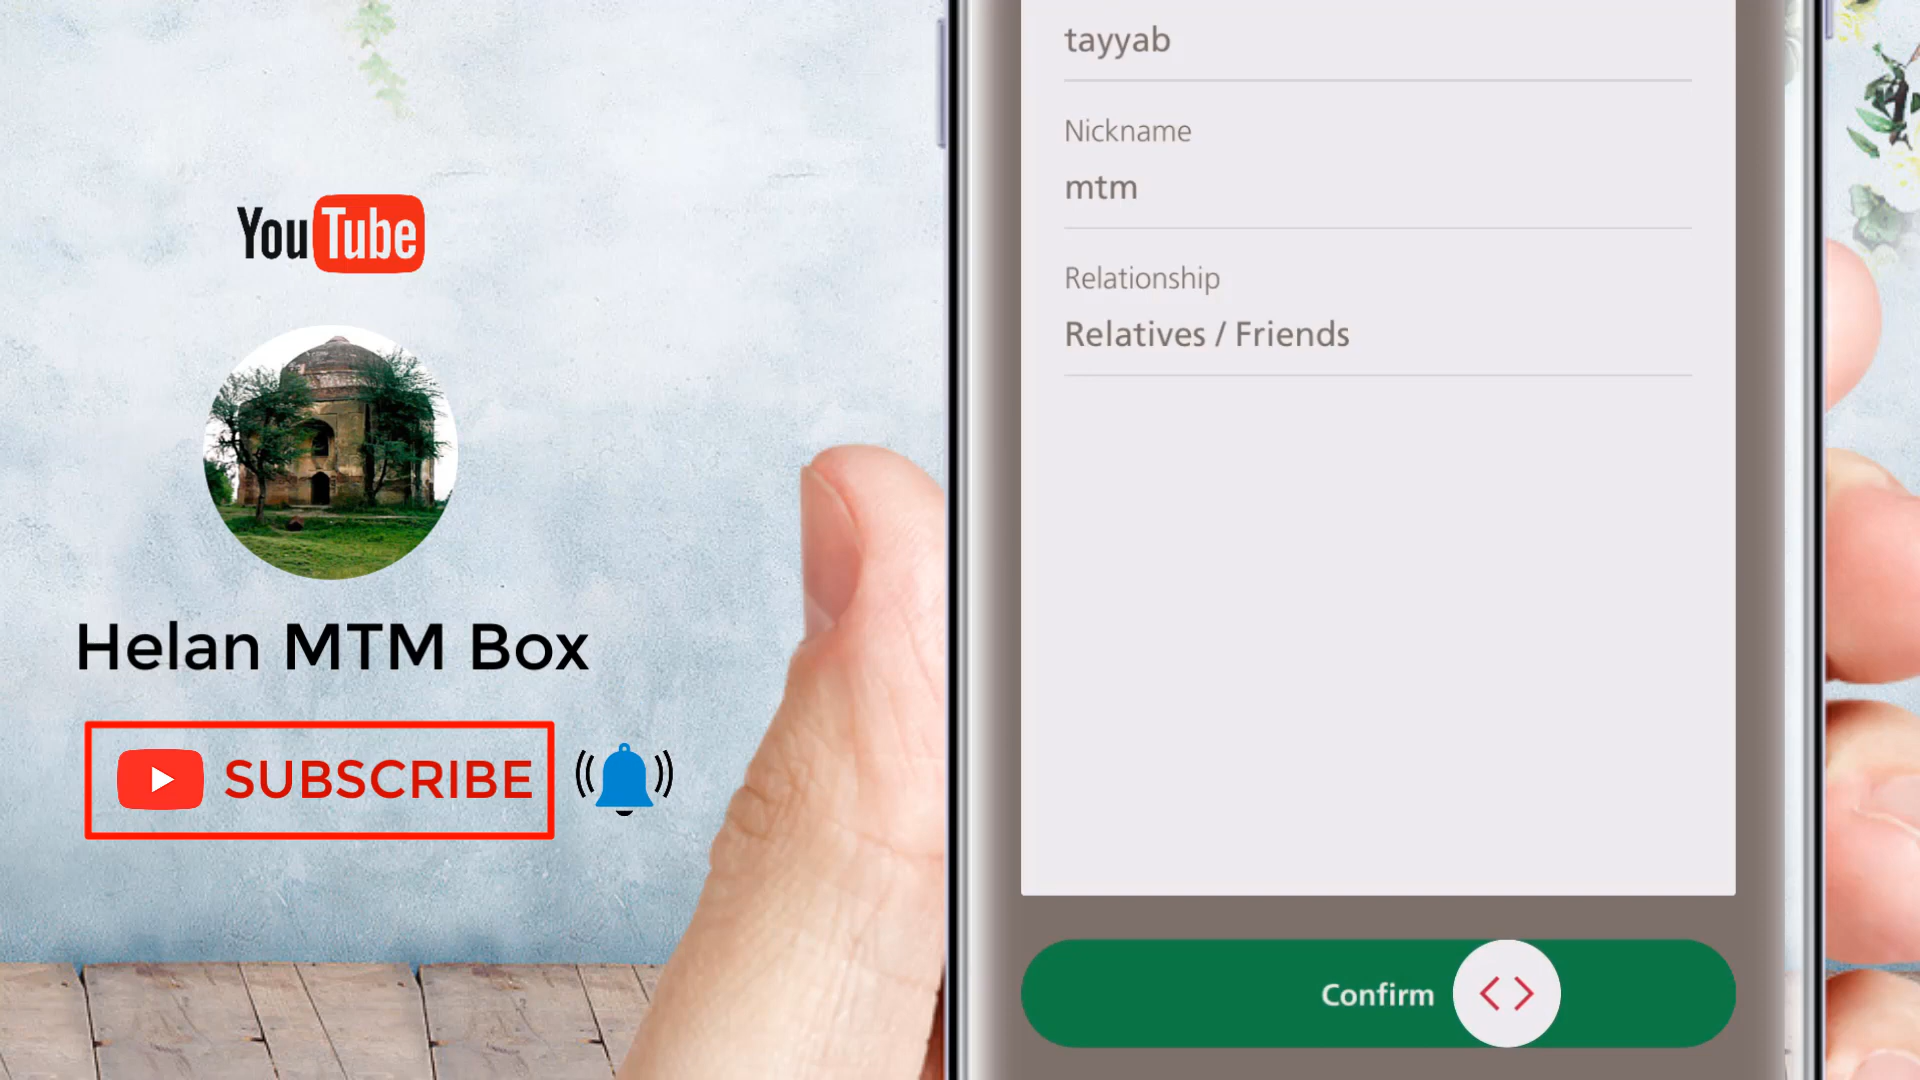 YouTube
Helan MTM Box
SUBSCRIBE
tayyab
Nickname
mtm
Relationship
Relatives / Friends
Confirm